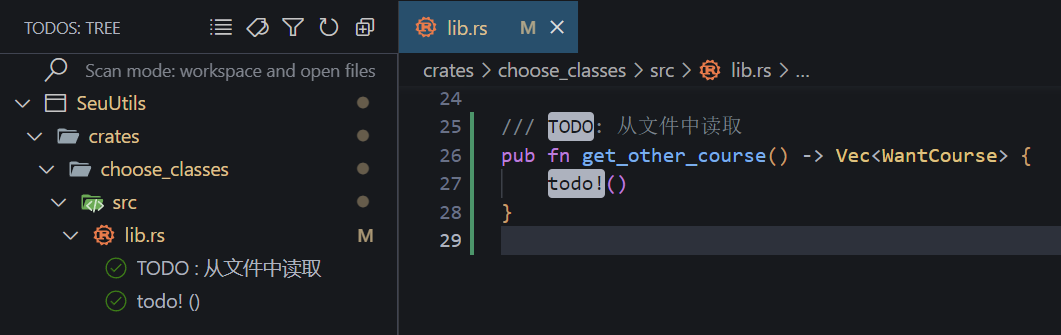 TODOS: TREE
Scan mode: workspace and open files
SeuUtils
crates
choose_classes
src
lib.rs M
TODO : 从文件中读取
todo! ()
lib.rs M
crates > choose_classes > src > lib.rs > ...
24
25 /// TODO: 从文件中读取
26 pub fn get_other_course() -> Vec<WantCourse> {
27 todo!()
28 }
29